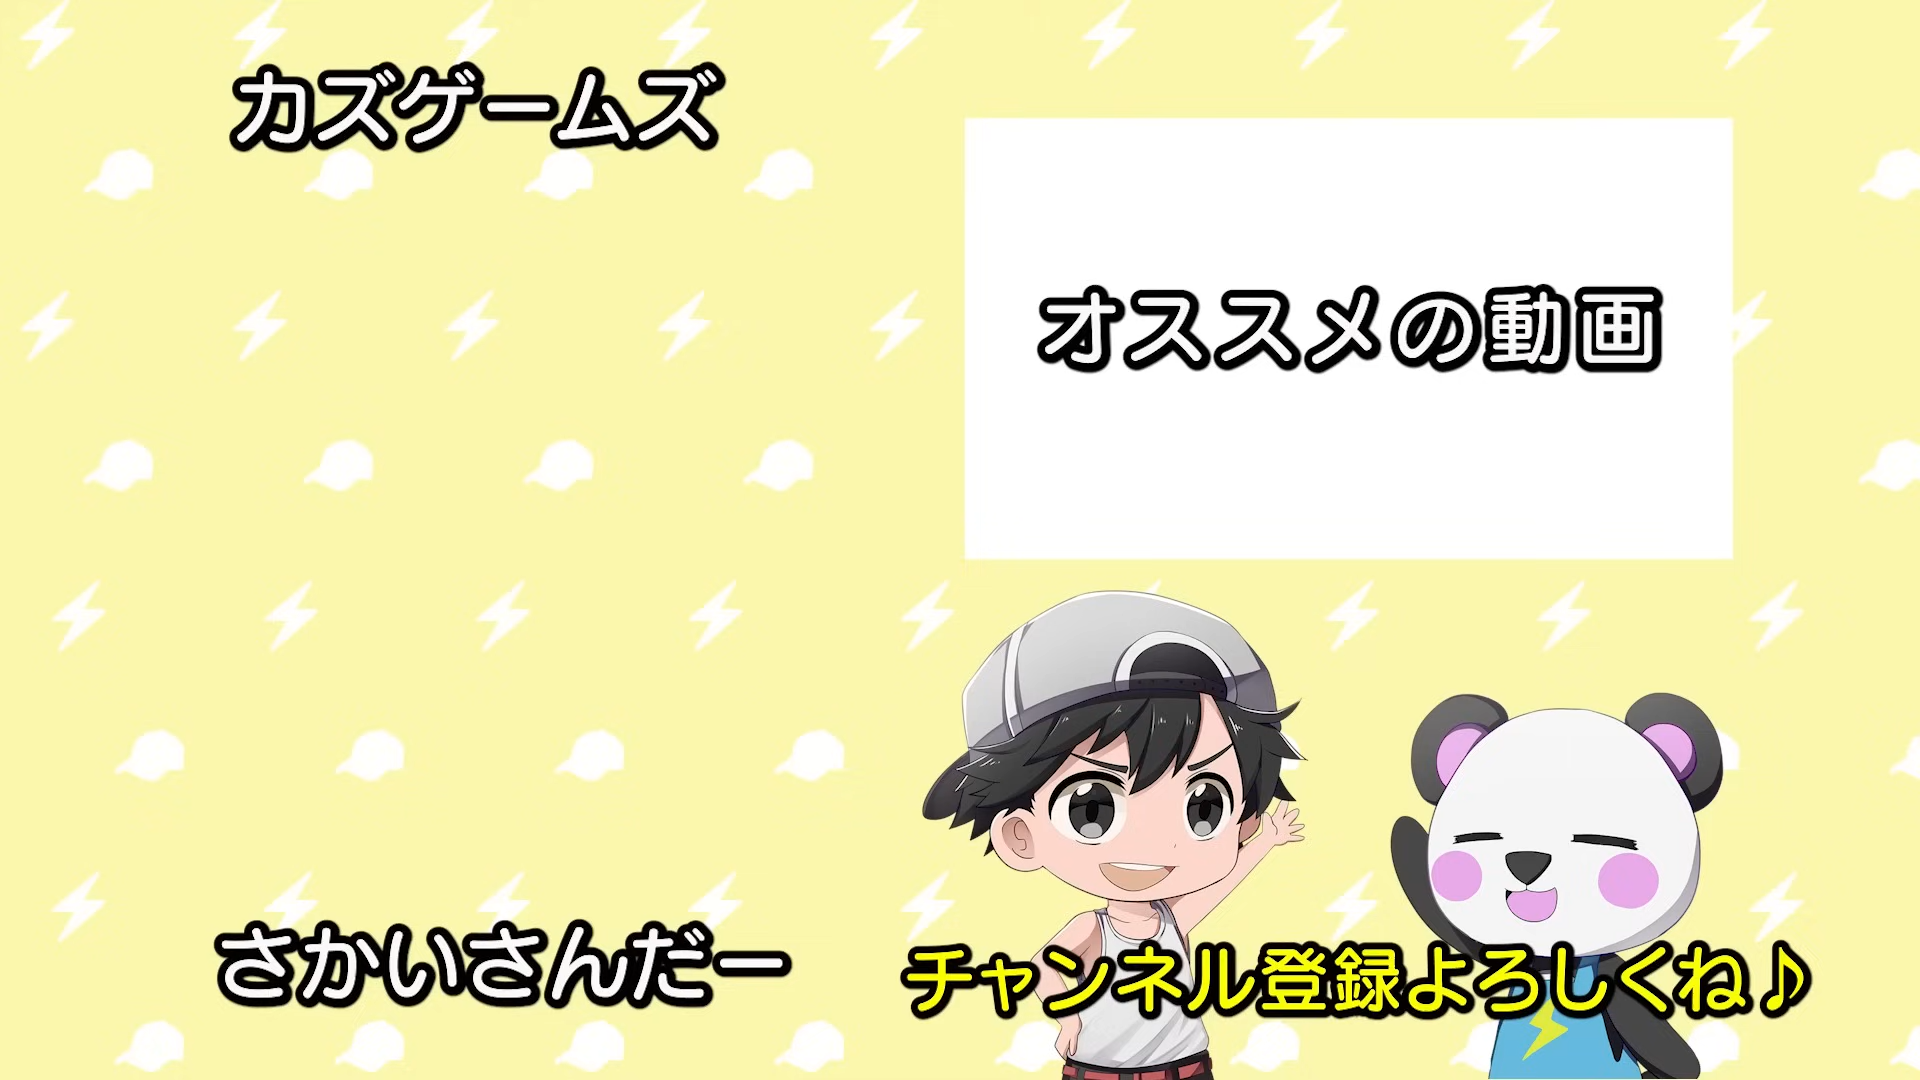 カズゲームズ
オススメの動画
さかいさんだー
チャンネル登録よろしくね♪